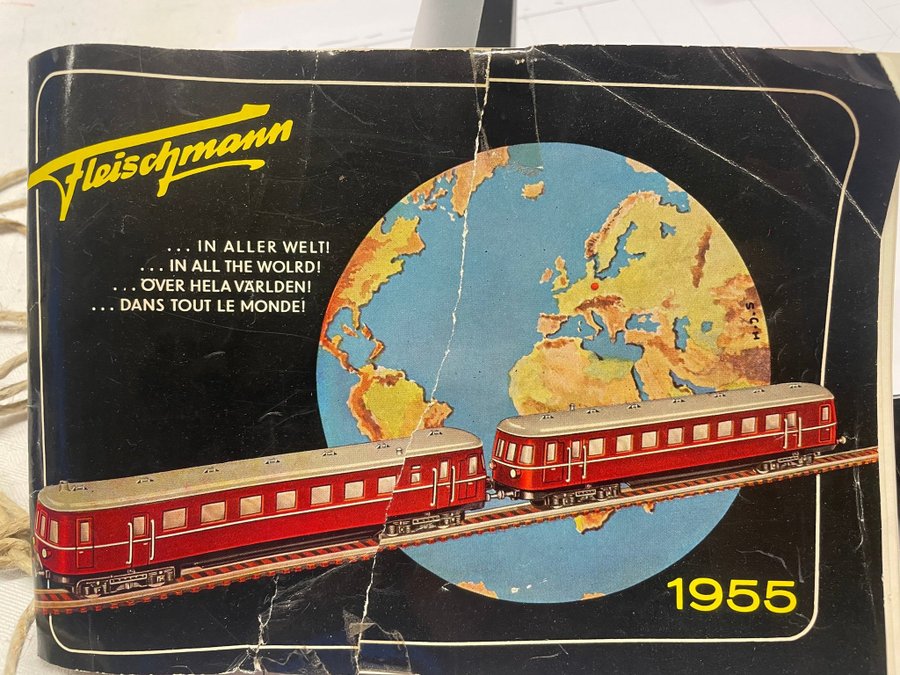 Fleischmann
... IN ALLER WELT!
... IN ALL THE WOLRD!
... ÖVER HELA VÄRLDEN!
... DANS TOUT LE MONDE!
H.O.S
1955